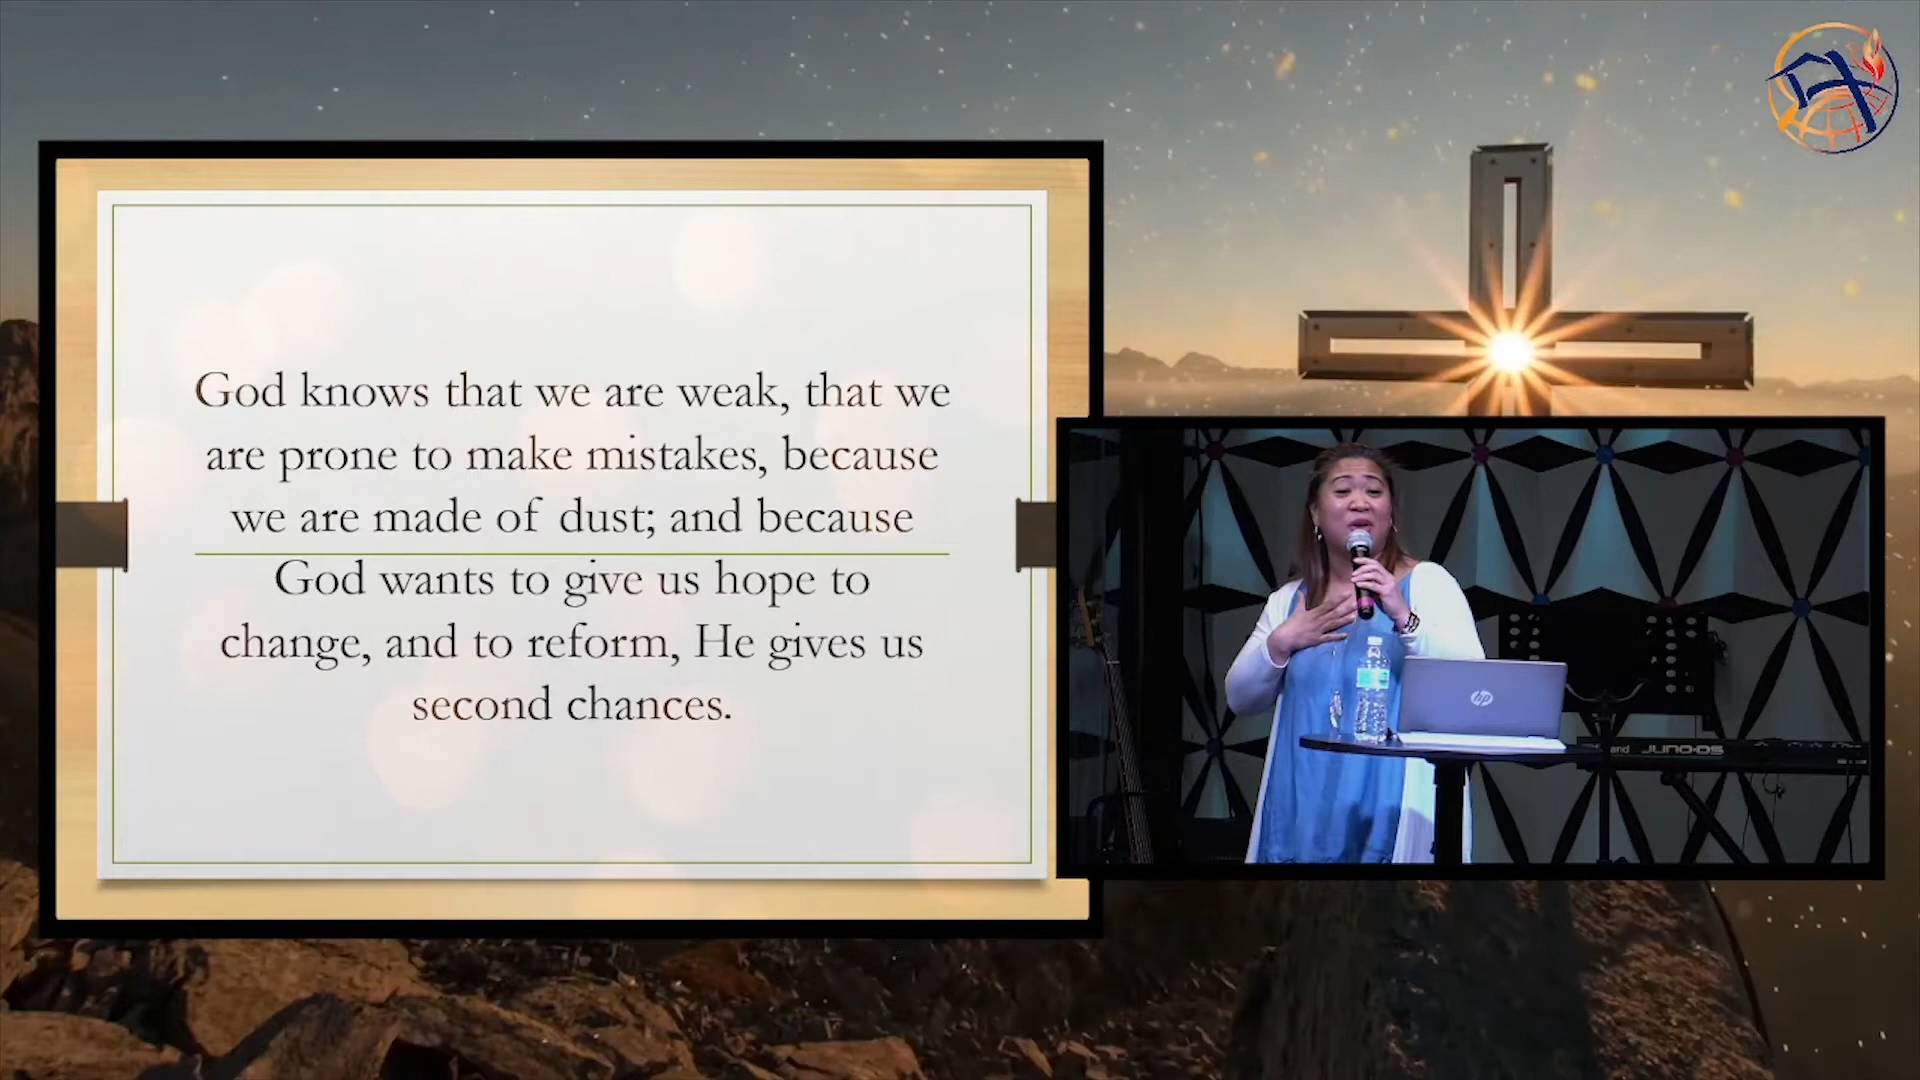 God knows that we are weak, that we
are prone to make mistakes, because
we are made of dust; and because
God wants to give us hope to
change, and to reform, He gives us
second chances.
hp
and JUNO-DS